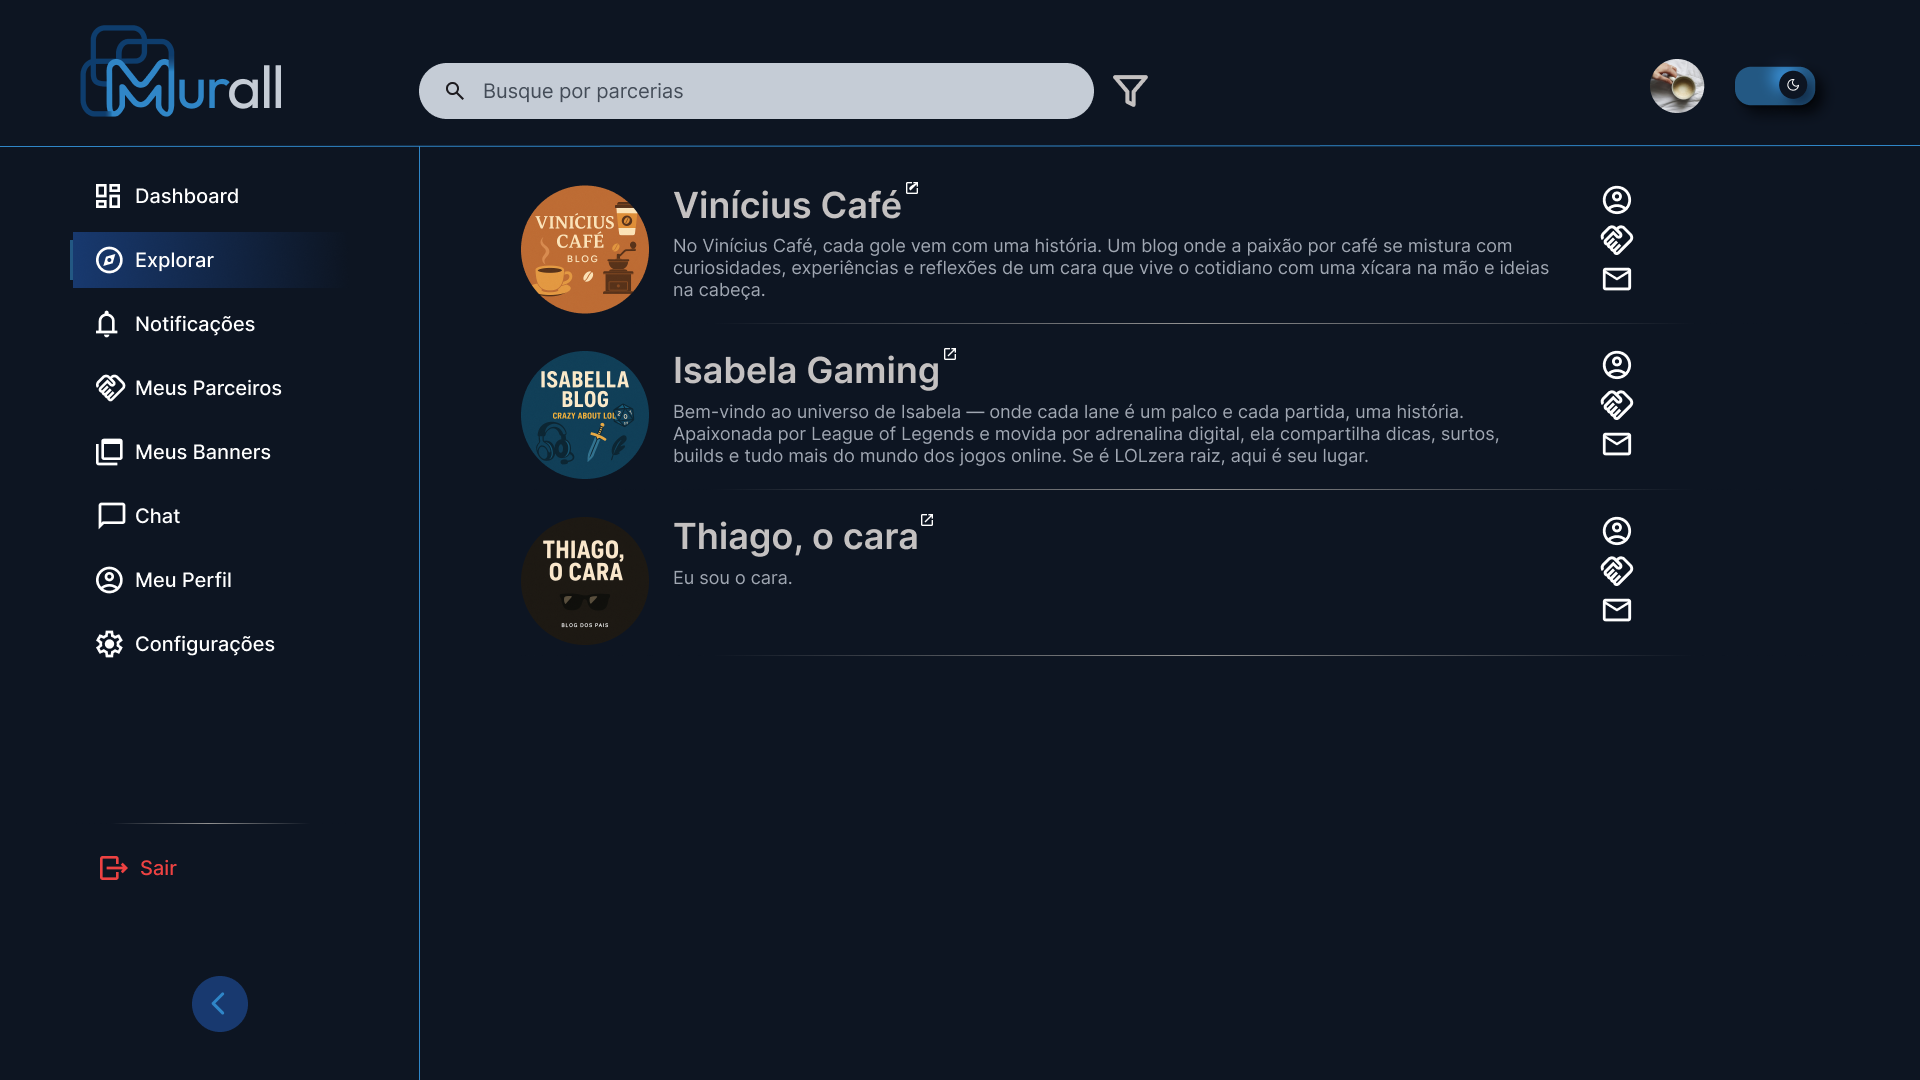 Murall
Busque por parcerias
Dashboard
Explorar
Notificações
Meus Parceiros
Meus Banners
Chat
Meu Perfil
Configurações
Sair
VINÍCIUS
CAFÉ
BLOG
Vinícius Café
No Vinícius Café, cada gole vem com uma história. Um blog onde a paixão por café se mistura com
curiosidades, experiências e reflexões de um cara que vive o cotidiano com uma xícara na mão e ideias
na cabeça.
ISABELLA
BLOG
CRAZY ABOUT LOL
Isabela Gaming
Bem-vindo ao universo de Isabela — onde cada lane é um palco e cada partida, uma história.
Apaixonada por League of Legends e movida por adrenalina digital, ela compartilha dicas, surtos,
builds e tudo mais do mundo dos jogos online. Se é LOLzera raiz, aqui é seu lugar.
THIAGO,
O CARA
BLOG DOS PAIS
Thiago, o cara
Eu sou o cara.